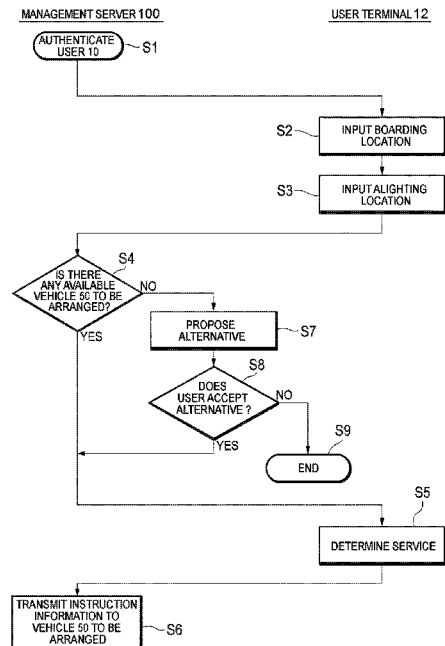 MANAGEMENT SERVER 100
USER TERMINAL 12
AUTHENTICATE
USER 10
S1
S2
INPUT BOARDING
LOCATION
S3
INPUT ALIGHTING
LOCATION
S4
IS THERE
ANY AVAILABLE
VEHICLE 50 TO BE
ARRANGED?
NO
YES
PROPOSE
ALTERNATIVE
S7
S8
DOES
USER ACCEPT
ALTERNATIVE ?
NO
YES
S9
END
S5
DETERMINE SERVICE
TRANSMIT INSTRUCTION
INFORMATION TO
VEHICLE 50 TO BE
ARRANGED
S6